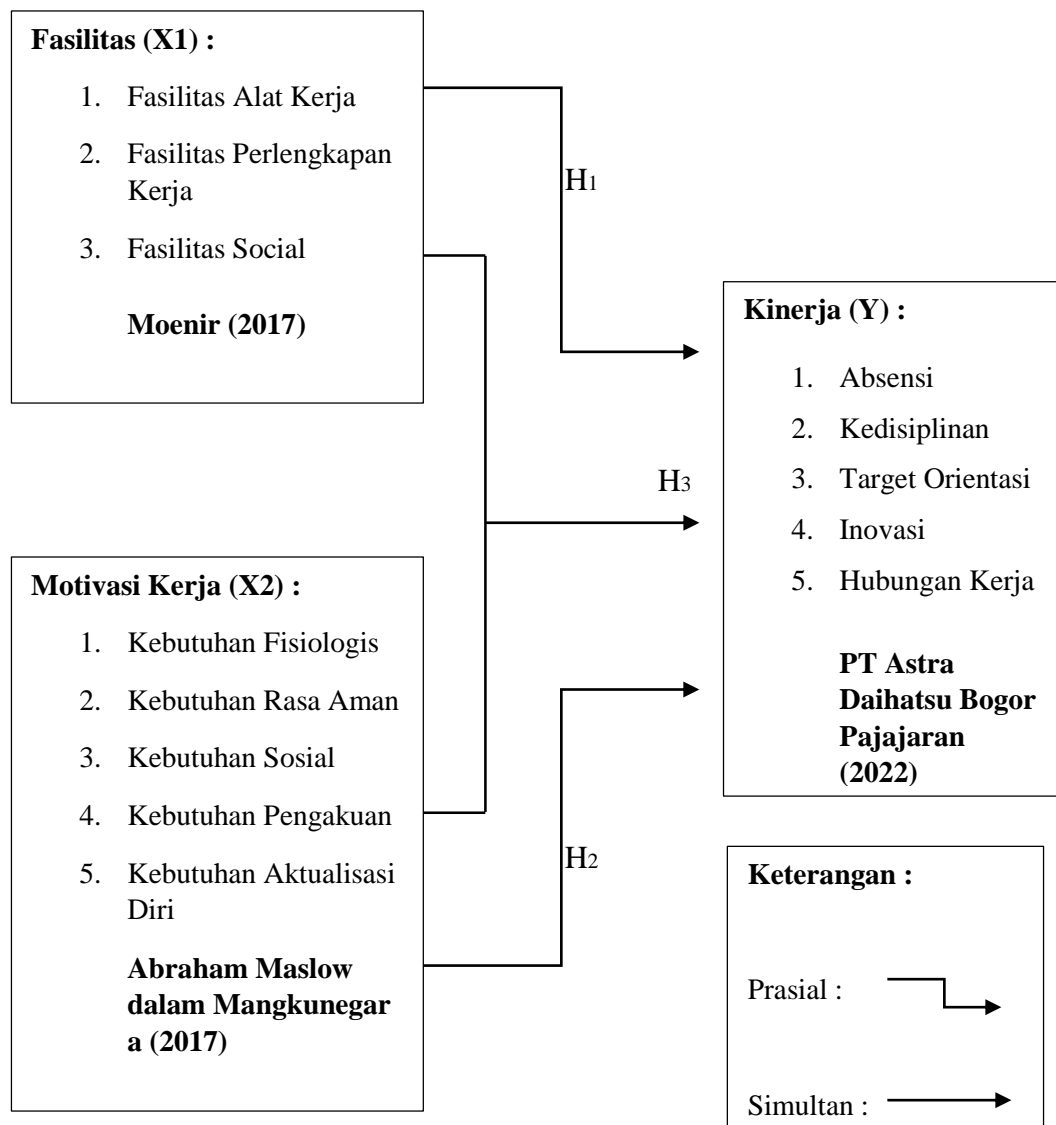 Fasilitas (X1) :
1. Fasilitas Alat Kerja
2. Fasilitas Perlengkapan
Kerja
3. Fasilitas Social
Moenir (2017)
H1
Kinerja (Y) :
1. Absensi
2. Kedisiplinan
3. Target Orientasi
4. Inovasi
5. Hubungan Kerja
PT Astra
Daihatsu Bogor
Pajajaran
(2022)
H3
Motivasi Kerja (X2) :
1. Kebutuhan Fisiologis
2. Kebutuhan Rasa Aman
3. Kebutuhan Sosial
4. Kebutuhan Pengakuan
5. Kebutuhan Aktualisasi
Diri
Abraham Maslow
dalam Mangkunegar
a (2017)
H2
Keterangan :
Prasial :
Simultan :